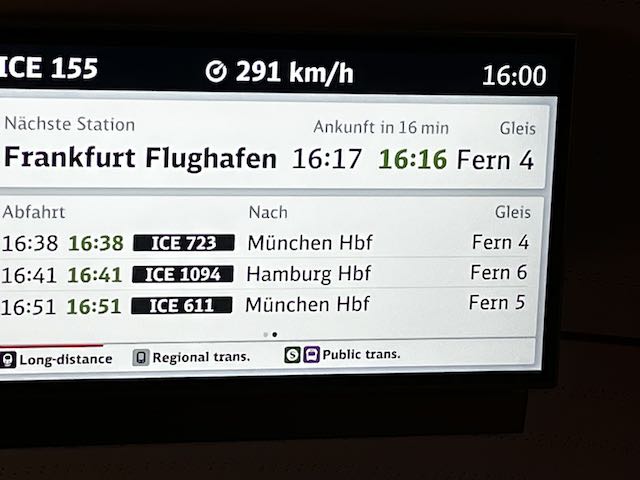 ICE 155 291 km/h 16:00
Nächste Station Ankunft in 16 min Gleis
Frankfurt Flughafen 16:17 16:16 Fern 4
Abfahrt Nach Gleis
16:38 16:38 ICE 723 München Hbf Fern 4
16:41 16:41 ICE 1094 Hamburg Hbf Fern 6
16:51 16:51 ICE 611 München Hbf Fern 5
Long-distance Regional trans. S Public trans.